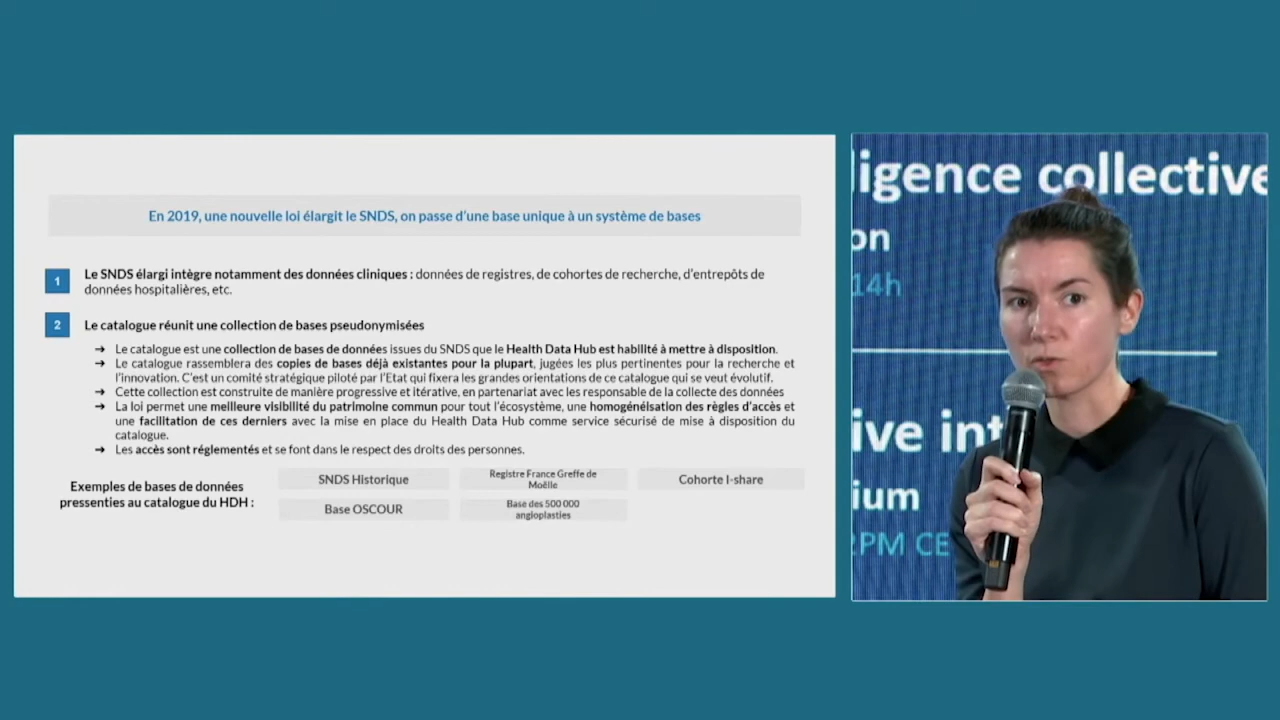 En 2019, une nouvelle loi élargit le SNDS, on passe d'une base unique à un système de bases
1
Le SNDS élargi intègre notamment des données cliniques : données de registres, de cohortes de recherche, d'entrepôts de
données hospitalières, etc.
2
Le catalogue réunit une collection de bases pseudonymisées
➔ Le catalogue est une collection de bases de données issues du SNDS que le Health Data Hub est habilité à mettre à disposition.
➔ Le catalogue rassemblera des copies de bases déjà existantes pour la plupart, jugées les plus pertinentes pour la recherche et
l'innovation. C'est un comité stratégique piloté par l'Etat qui fixera les grandes orientations de ce catalogue qui se veut évolutif.
➔ Cette collection est construite de manière progressive et itérative, en partenariat avec les responsable de la collecte des données
➔ La loi permet une meilleure visibilité du patrimoine commun pour tout l'écosystème, une homogénéisation des règles d'accès et
une facilitation de ces derniers avec la mise en place du Health Data Hub comme service sécurisé de mise à disposition du
catalogue.
➔ Les accès sont réglementés et se font dans le respect des droits des personnes.
Exemples de bases de données
pressenties au catalogue du HDH :
SNDS Historique
Registre France Greffe de
Moëlle
Cohorte I-share
Base OSCOUR
Base des 500 000
angioplasties
ligence collective
on
14h
ive int
ium
2PM CE